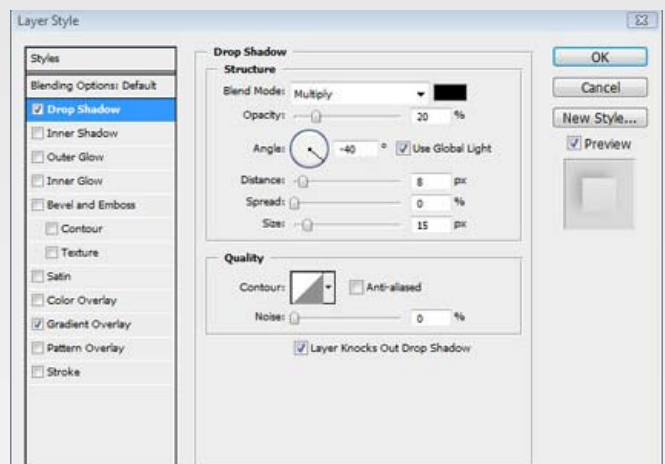 Layer Style
Styles
Blending Options: Default
Drop Shadow
Inner Shadow
Outer Glow
Inner Glow
Bevel and Emboss
Contour
Texture
Satin
Color Overlay
Gradient Overlay
Pattern Overlay
Stroke
Drop Shadow
Structure
Blend Mode: Multiply
Opacity: 20 %
Angle: -40 ° Use Global Light
Distance: 8 px
Spread: 0 %
Size: 15 px
Quality
Contour: Anti-aliased
Noise: 0 %
Layer Knocks Out Drop Shadow
OK
Cancel
New Style...
Preview